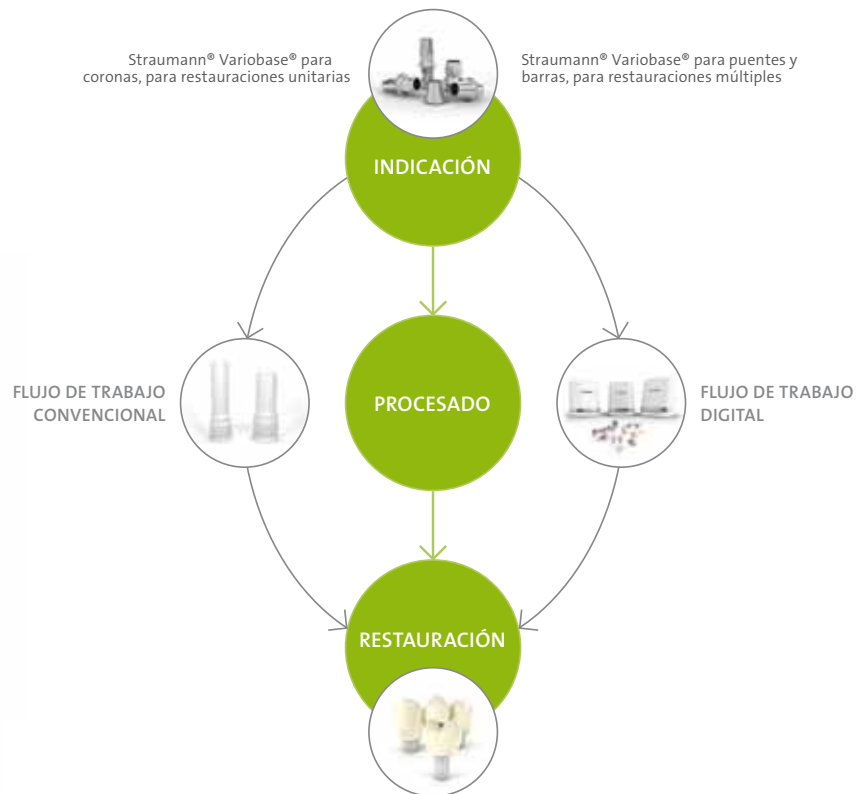 Straumann® Variobase® para
coronas, para restauraciones unitarias
Straumann® Variobase® para puentes y
barras, para restauraciones múltiples
INDICACIÓN
FLUJO DE TRABAJO
CONVENCIONAL
PROCESADO
FLUJO DE TRABAJO
DIGITAL
RESTAURACIÓN